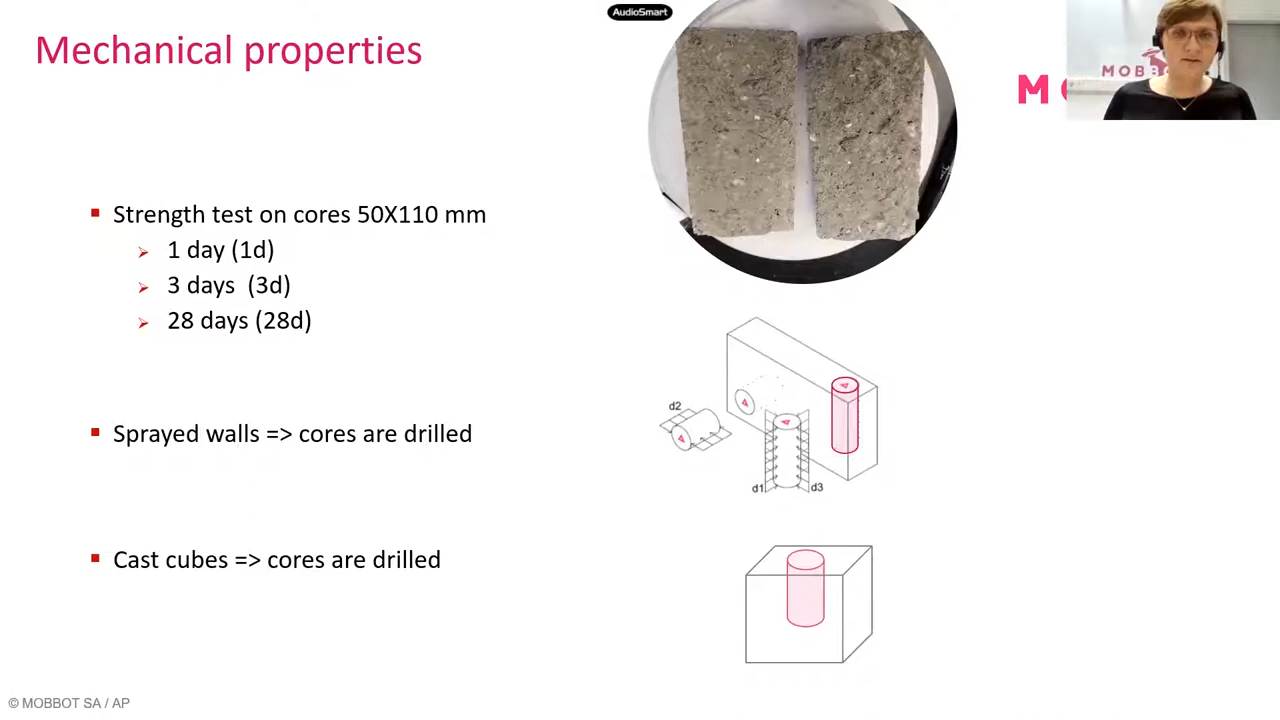 AudioSmart
Mechanical properties
M
MOB
Strength test on cores 50X110 mm
1 day (1d)
3 days (3d)
28 days (28d)
d2
d1
d3
Sprayed walls => cores are drilled
Cast cubes => cores are drilled
© MOBBOT SA / AP